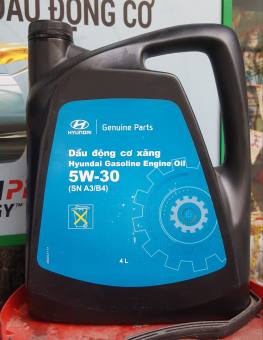 DẦU ĐỘNG CƠ
HYUNDAI | Genuine Parts
Dầu động cơ xăng
Hyundai Gasoline Engine Oil
5W-30
(SN A3/B4)
4 L